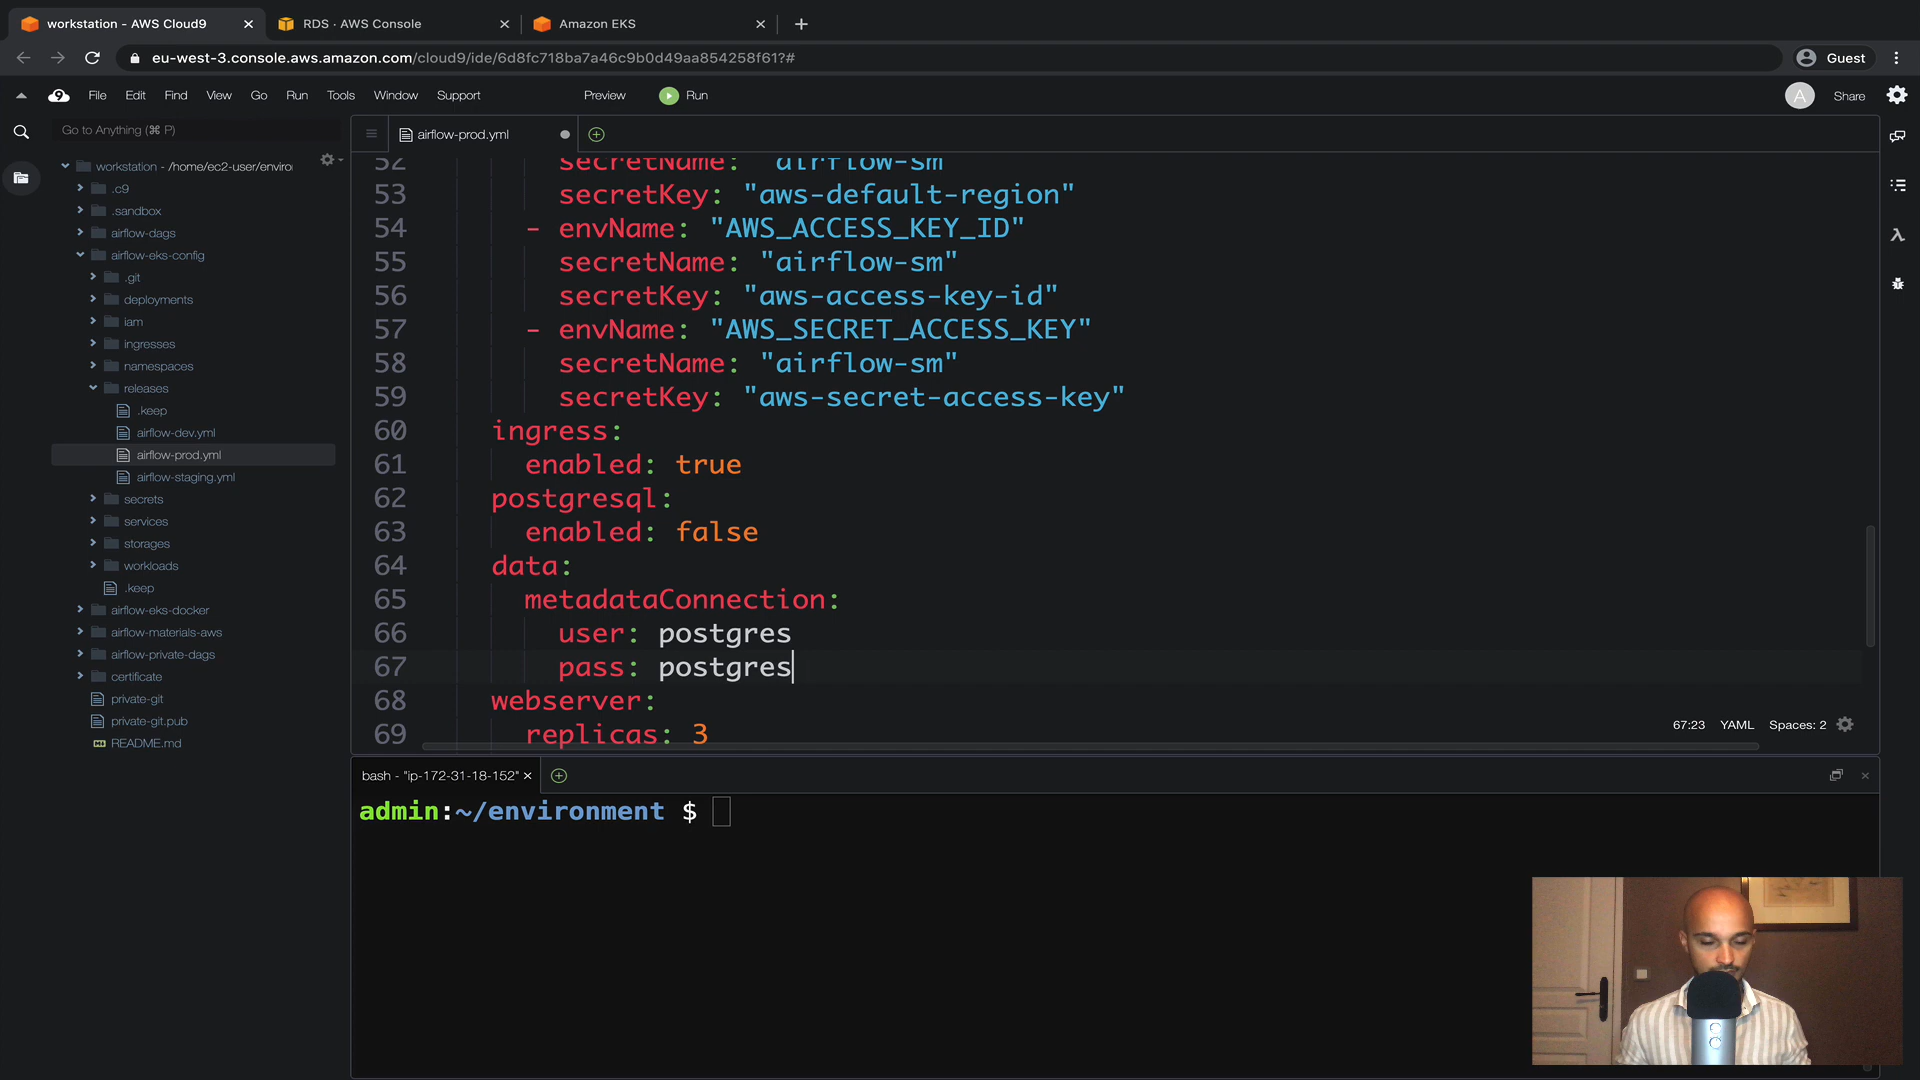 workstation - AWS Cloud9
RDS · AWS Console
Amazon EKS
eu-west-3.console.aws.amazon.com/cloud9/ide/6d8fc718ba7a46c9b0d49aa854258f61?#
Guest
File Edit Find View Go Run Tools Window Support Preview Run
A Share
Go to Anything (⌘ P)
workstation - /home/ec2-user/enviro
.c9
.sandbox
airflow-dags
airflow-eks-config
.git
deployments
iam
ingresses
namespaces
releases
.keep
airflow-dev.yml
airflow-prod.yml
airflow-staging.yml
secrets
services
storages
workloads
.keep
airflow-eks-docker
airflow-materials-aws
airflow-private-dags
certificate
private-git
private-git.pub
README.md
airflow-prod.yml
52 secretName: "airflow-sm"
53 secretKey: "aws-default-region"
54 - envName: "AWS_ACCESS_KEY_ID"
55 secretName: "airflow-sm"
56 secretKey: "aws-access-key-id"
57 - envName: "AWS_SECRET_ACCESS_KEY"
58 secretName: "airflow-sm"
59 secretKey: "aws-secret-access-key"
60 ingress:
61 enabled: true
62 postgresql:
63 enabled: false
64 data:
65 metadataConnection:
66 user: postgres
67 pass: postgres
68 webserver:
69 replicas: 3
67:23 YAML Spaces: 2
bash - "ip-172-31-18-152"
admin:~/environment $